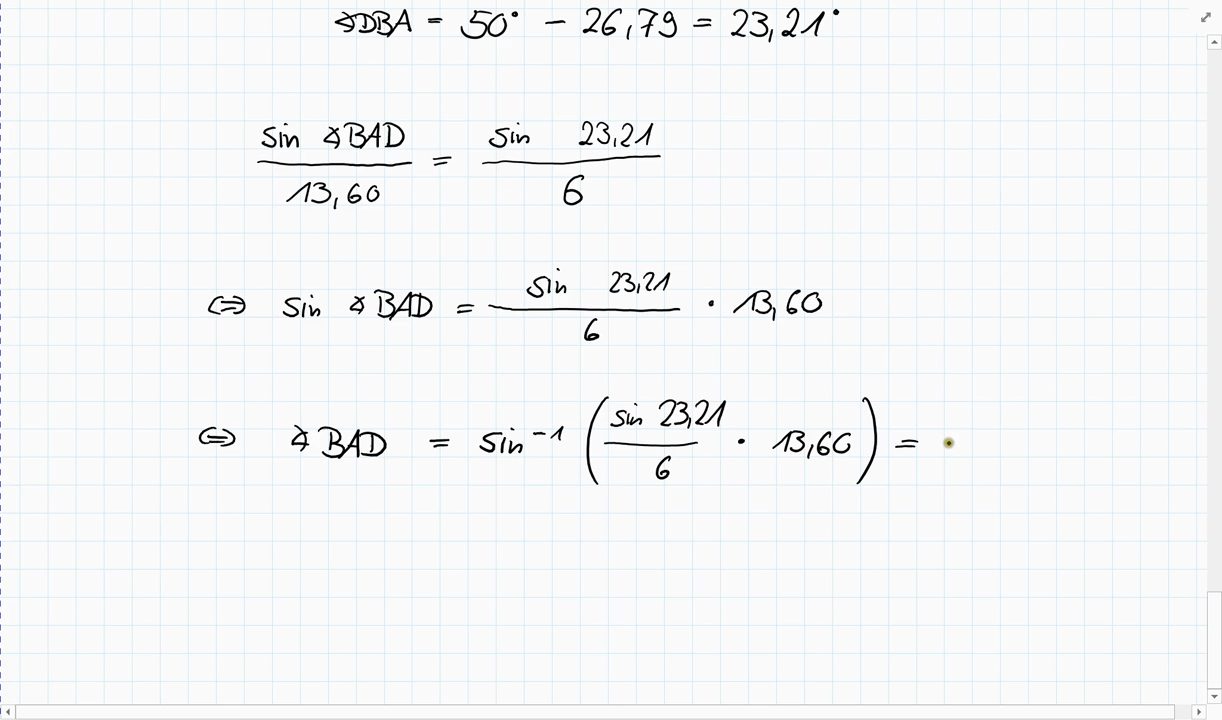 ∢DBA = 50° − 26,79 = 23,21°
sin ∢BAD / 13,60 = sin 23,21 / 6
⇔ sin ∢BAD = sin 23,21 / 6 · 13,60
⇔ ∢BAD = sin⁻¹ ( sin 23,21 / 6 · 13,60 ) =